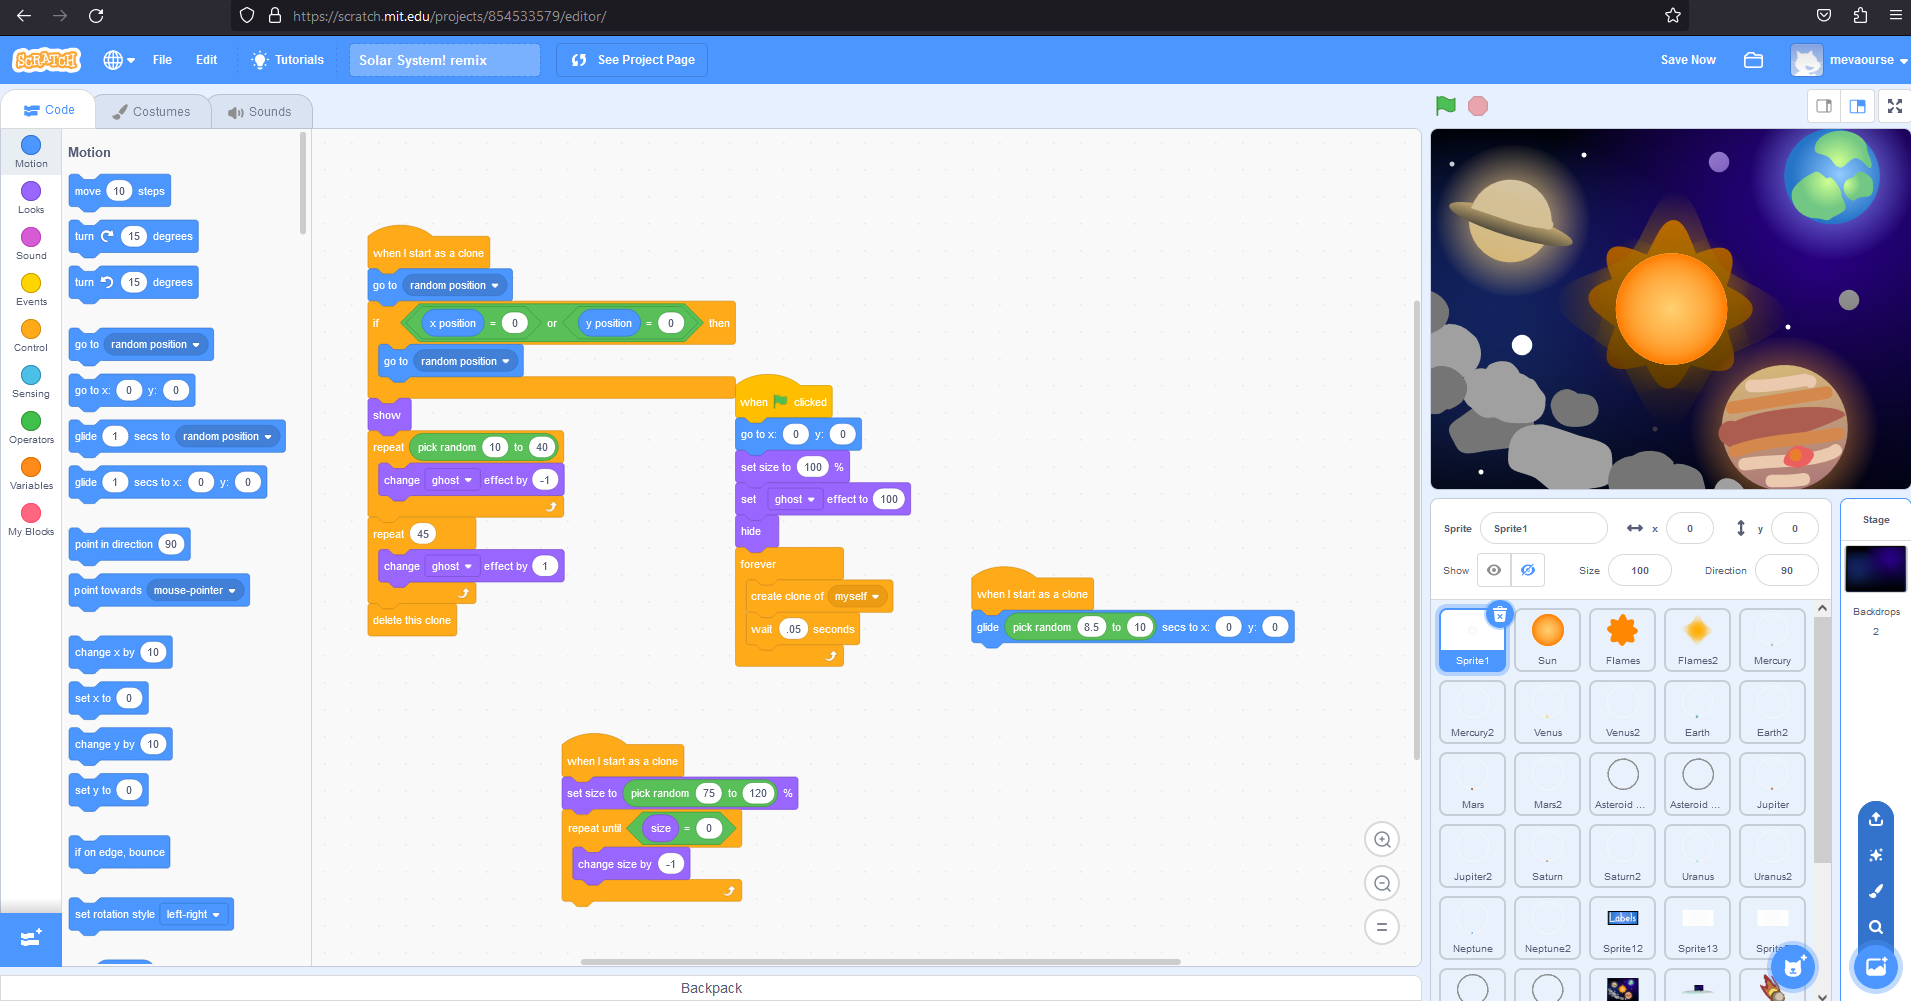 https://scratch.mit.edu/projects/854533579/editor/
SCRATCH
File
Edit
Tutorials
Solar System! remix
See Project Page
Save Now
mevaourse
Code
Costumes
Sounds
Motion
Looks
Sound
Events
Control
Sensing
Operators
Variables
My Blocks
Motion
move 10 steps
turn 15 degrees
turn 15 degrees
go to random position
go to x: 0 y: 0
glide 1 secs to random position
glide 1 secs to x: 0 y: 0
point in direction 90
point towards mouse-pointer
change x by 10
set x to 0
change y by 10
set y to 0
if on edge, bounce
set rotation style left-right
when I start as a clone
go to random position
if x position = 0 or y position = 0 then
go to random position
show
repeat pick random 10 to 40
change ghost effect by -1
repeat 45
change ghost effect by 1
delete this clone
when clicked
go to x: 0 y: 0
set size to 100 %
set ghost effect to 100
hide
forever
create clone of myself
wait .05 seconds
when I start as a clone
glide pick random 8.5 to 10 secs to x: 0 y: 0
when I start as a clone
set size to pick random 75 to 120 %
repeat until size = 0
change size by -1
Backpack
Sprite Sprite1 x 0 y 0
Show Size 100 Direction 90
Stage
Backdrops
2
Sprite1 Sun Flames Flames2 Mercury
Mercury2 Venus Venus2 Earth Earth2
Mars Mars2 Asteroid ... Asteroid ... Jupiter
Jupiter2 Saturn Saturn2 Uranus Uranus2
Labels
Neptune Neptune2 Sprite12 Sprite13